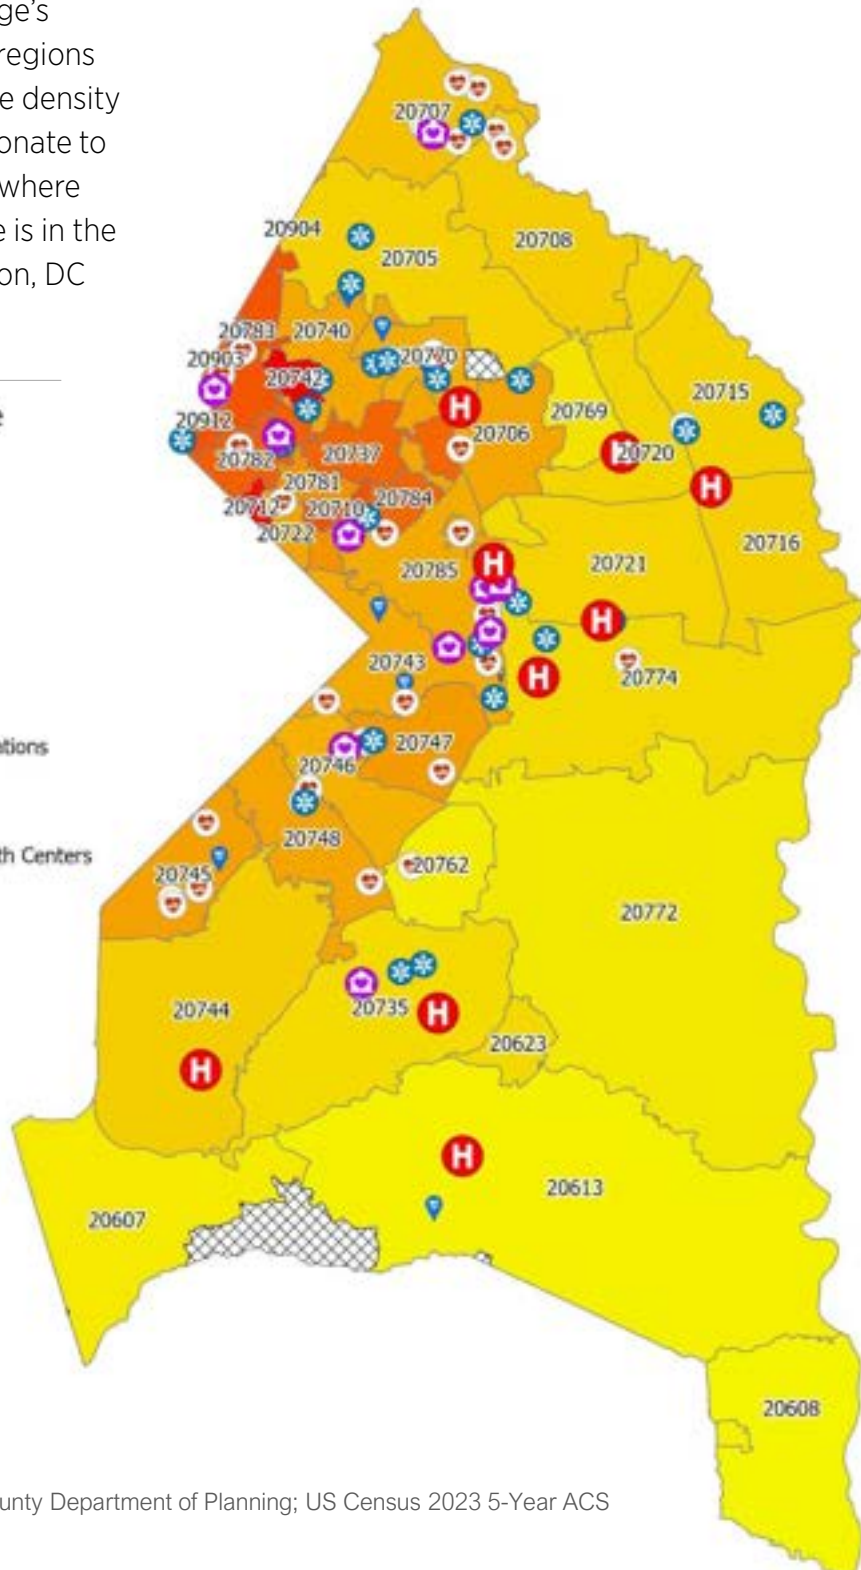 ge's
regions
e density
onate to
where
e is in the
on, DC
e
ations
th Centers
20707
20904
20705
20708
20783
20740
20903
20770
20742
20715
20912
20769
20706
20782
20737
20720
20781
20712
20710
20784
20722
20785
20721
20716
20743
20774
20747
20746
20748
20745
20762
20772
20744
20735
20623
20613
20607
20608
H
H
H
H
H
H
H
H
H
unty Department of Planning; US Census 2023 5-Year ACS